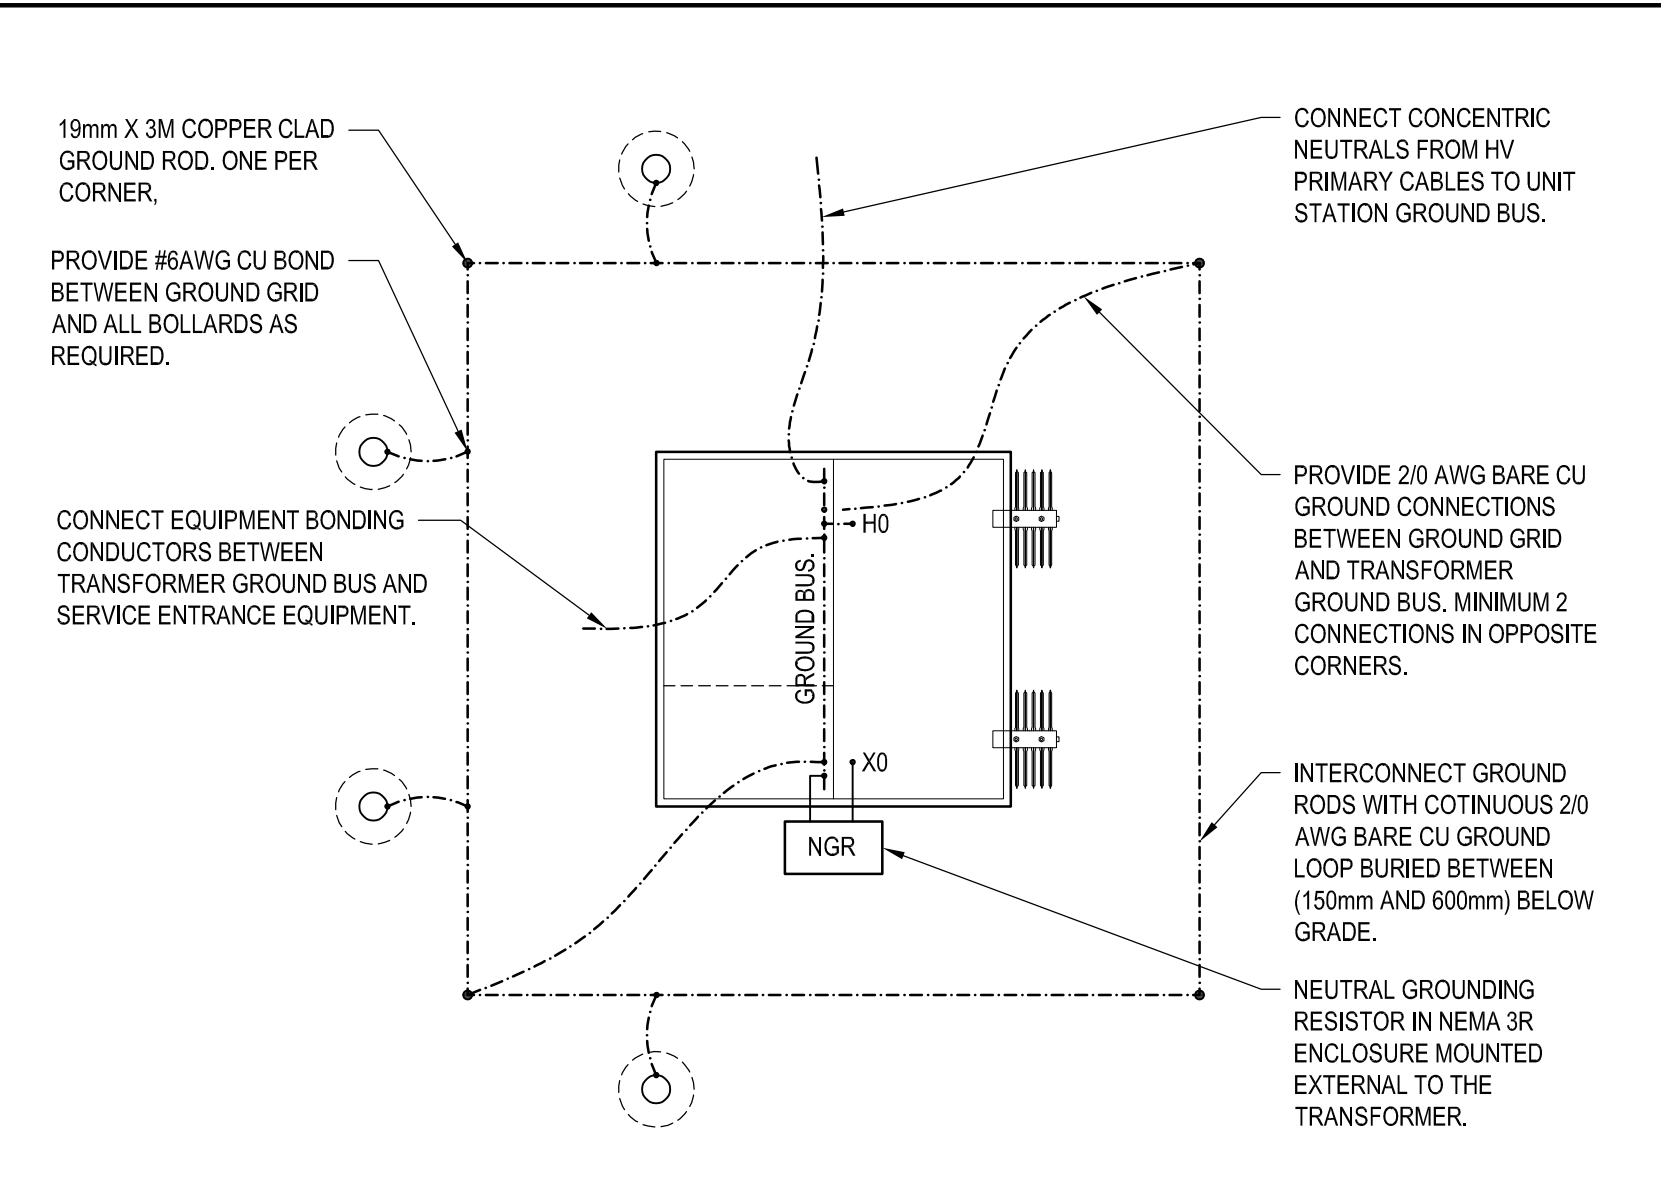 19mm X 3M COPPER CLAD
GROUND ROD. ONE PER
CORNER,
PROVIDE #6AWG CU BOND
BETWEEN GROUND GRID
AND ALL BOLLARDS AS
REQUIRED.
CONNECT EQUIPMENT BONDING
CONDUCTORS BETWEEN
TRANSFORMER GROUND BUS AND
SERVICE ENTRANCE EQUIPMENT.
GROUND BUS.
H0
X0
NGR
CONNECT CONCENTRIC
NEUTRALS FROM HV
PRIMARY CABLES TO UNIT
STATION GROUND BUS.
PROVIDE 2/0 AWG BARE CU
GROUND CONNECTIONS
BETWEEN GROUND GRID
AND TRANSFORMER
GROUND BUS. MINIMUM 2
CONNECTIONS IN OPPOSITE
CORNERS.
INTERCONNECT GROUND
RODS WITH COTINUOUS 2/0
AWG BARE CU GROUND
LOOP BURIED BETWEEN
(150mm AND 600mm) BELOW
GRADE.
NEUTRAL GROUNDING
RESISTOR IN NEMA 3R
ENCLOSURE MOUNTED
EXTERNAL TO THE
TRANSFORMER.